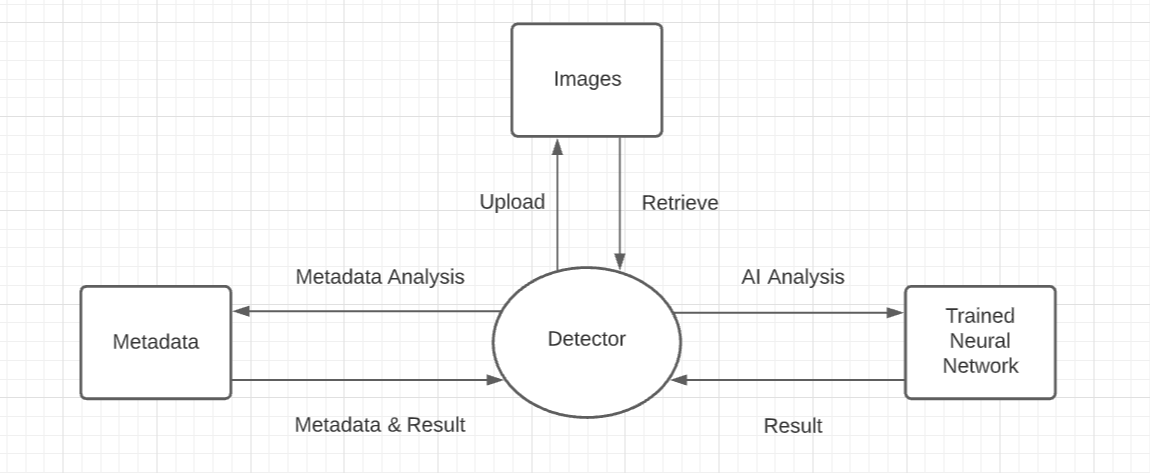 Images
Upload
Retrieve
Metadata Analysis
AI Analysis
Metadata
Detector
Trained
Neural
Network
Metadata & Result
Result